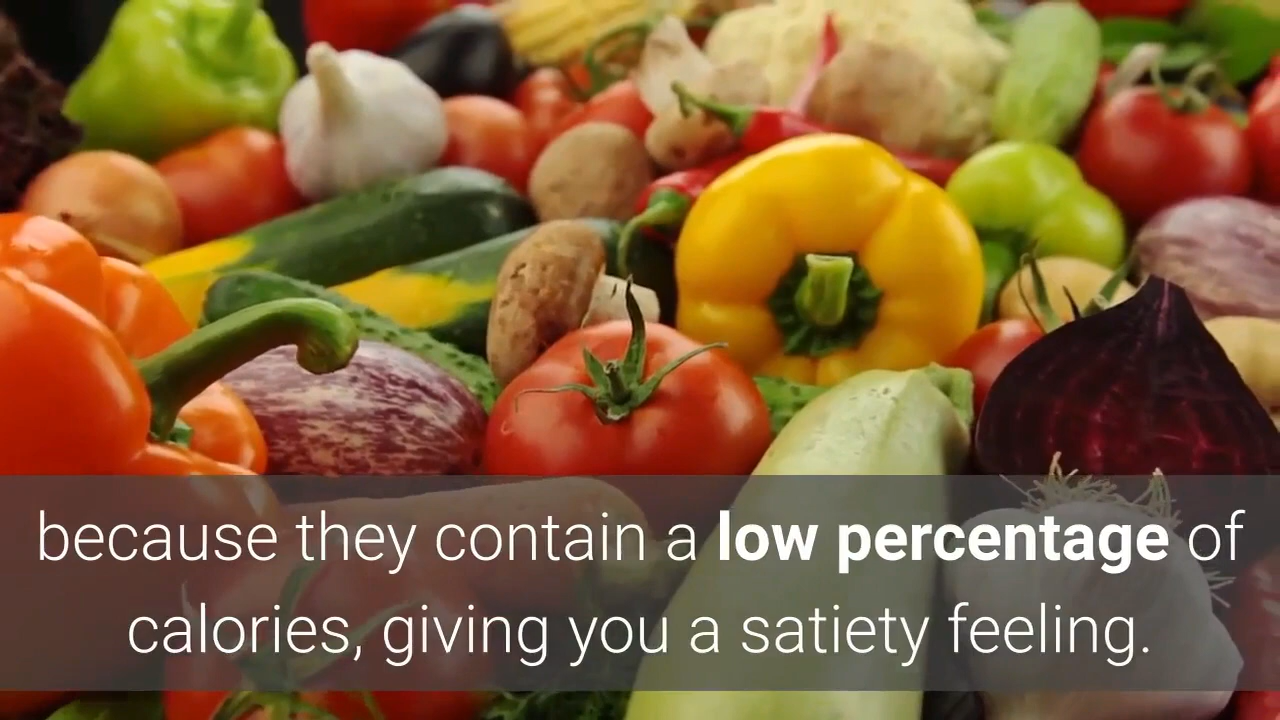 because they contain a low percentage of
calories, giving you a satiety feeling.